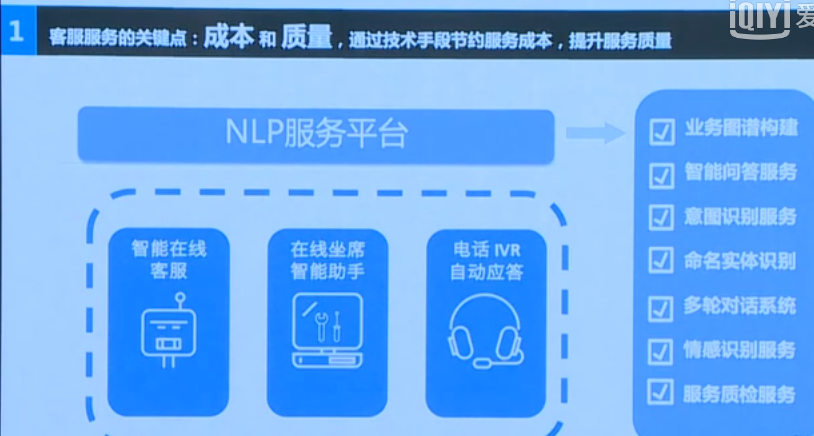 iQIYI 爱
1
客服服务的关键点：成本 和 质量，通过技术手段节约服务成本，提升服务质量
NLP服务平台
智能在线
客服
在线坐席
智能助手
电话 IVR
自动应答
业务图谱构建
智能问答服务
意图识别服务
命名实体识别
多轮对话系统
情感识别服务
服务质检服务